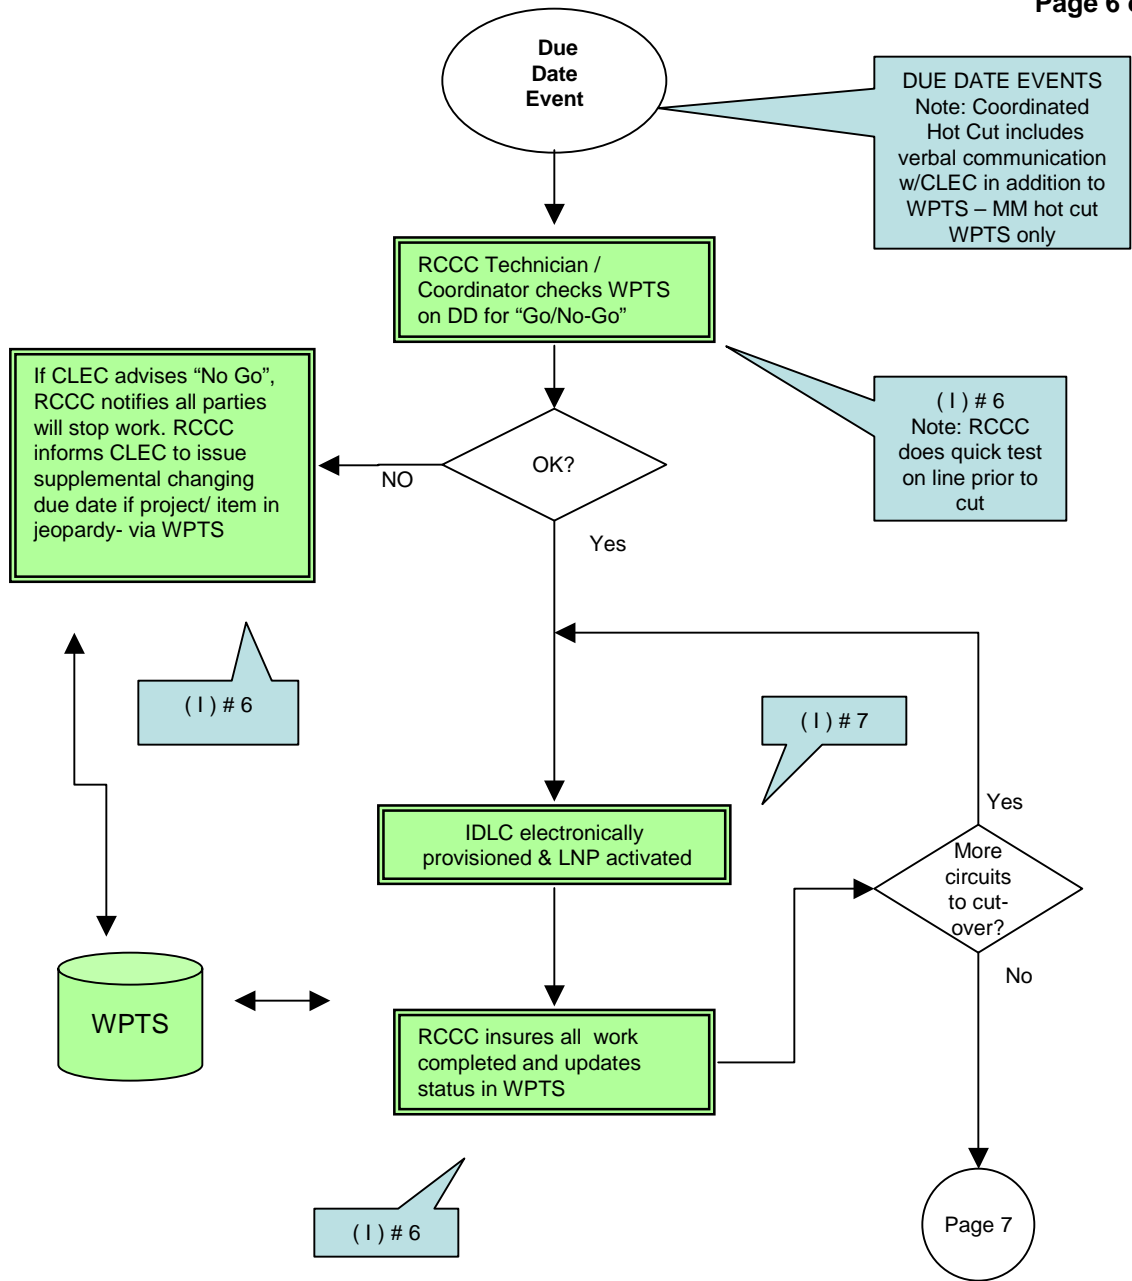 Page 6
Due
Date
Event
DUE DATE EVENTS
Note: Coordinated
Hot Cut includes
verbal communication
w/CLEC in addition to
WPTS – MM hot cut
WPTS only
RCCC Technician /
Coordinator checks WPTS
on DD for “Go/No-Go”
If CLEC advises “No Go”,
RCCC notifies all parties
will stop work. RCCC
informs CLEC to issue
supplemental changing
due date if project/ item in
jeopardy- via WPTS
( I ) # 6
Note: RCCC
does quick test
on line prior to
cut
OK?
NO
Yes
( I ) # 6
( I ) # 7
IDLC electronically
provisioned & LNP activated
Yes
More
circuits
to cut-
over?
No
WPTS
RCCC insures all work
completed and updates
status in WPTS
( I ) # 6
Page 7